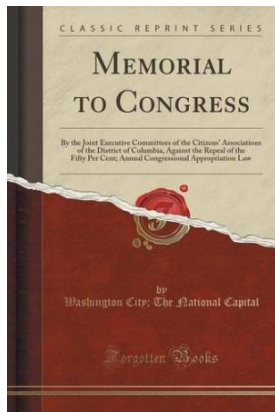 CLASSIC REPRINT SERIES
MEMORIAL
TO CONGRESS
By the Joint Executive Committees of the Citizens' Associations
of the District of Columbia, Against the Repeal of the
Fifty Per Cent; Annual Congressional Appropriation Law
by
Washington City; The National Capital
Forgotten Books